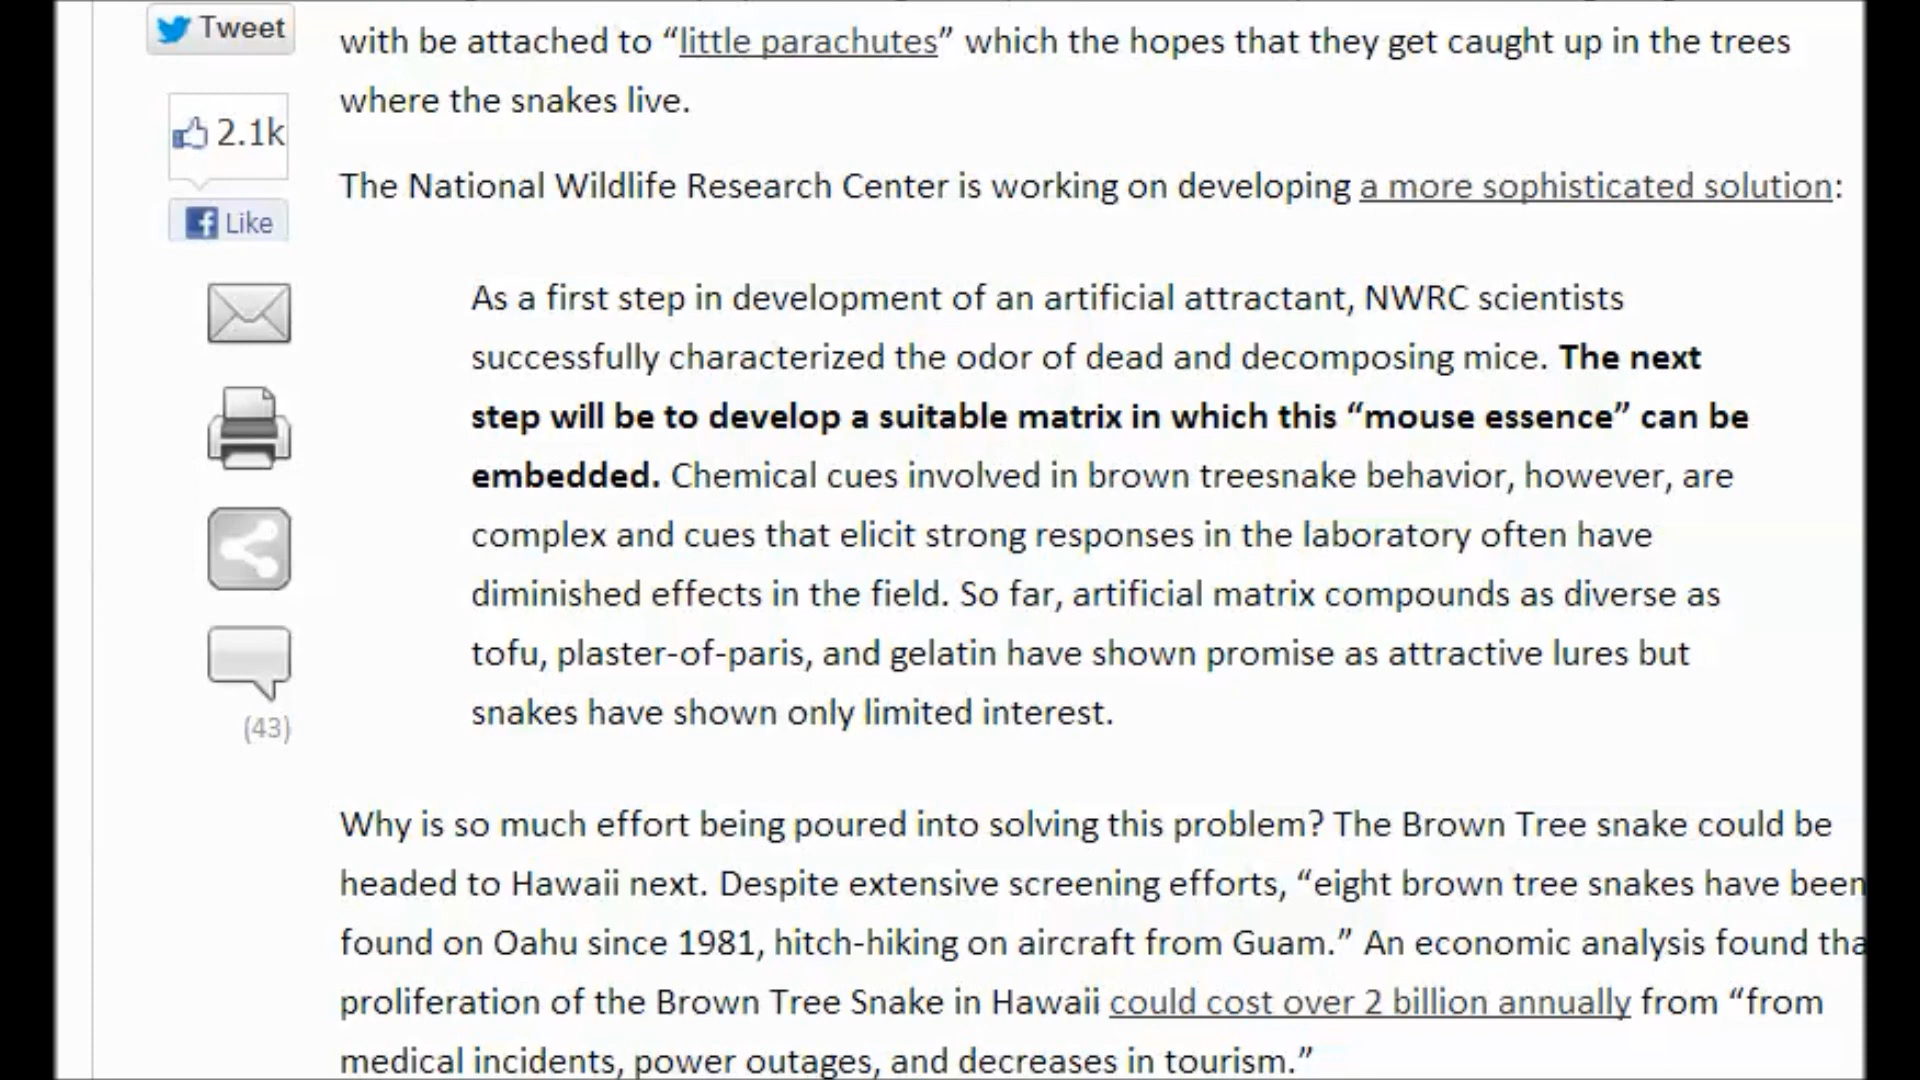 Tweet
2.1k
Like
(43)
with be attached to “little parachutes” which the hopes that they get caught up in the trees
where the snakes live.
The National Wildlife Research Center is working on developing a more sophisticated solution:
As a first step in development of an artificial attractant, NWRC scientists
successfully characterized the odor of dead and decomposing mice. The next
step will be to develop a suitable matrix in which this “mouse essence” can be
embedded. Chemical cues involved in brown treesnake behavior, however, are
complex and cues that elicit strong responses in the laboratory often have
diminished effects in the field. So far, artificial matrix compounds as diverse as
tofu, plaster-of-paris, and gelatin have shown promise as attractive lures but
snakes have shown only limited interest.
Why is so much effort being poured into solving this problem? The Brown Tree snake could be
headed to Hawaii next. Despite extensive screening efforts, “eight brown tree snakes have been
found on Oahu since 1981, hitch-hiking on aircraft from Guam.” An economic analysis found tha
proliferation of the Brown Tree Snake in Hawaii could cost over 2 billion annually from “from
medical incidents, power outages, and decreases in tourism.”